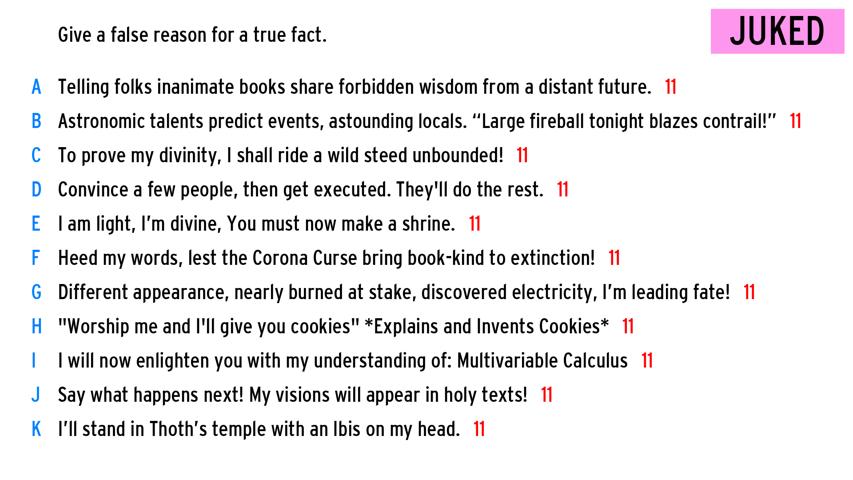 Give a false reason for a true fact.
JUKED
A Telling folks inanimate books share forbidden wisdom from a distant future. 11
B Astronomic talents predict events, astounding locals. “Large fireball tonight blazes contrail!” 11
C To prove my divinity, I shall ride a wild steed unbounded! 11
D Convince a few people, then get executed. They'll do the rest. 11
E I am light, I’m divine, You must now make a shrine. 11
F Heed my words, lest the Corona Curse bring book-kind to extinction! 11
G Different appearance, nearly burned at stake, discovered electricity, I’m leading fate! 11
H "Worship me and I'll give you cookies" *Explains and Invents Cookies* 11
I I will now enlighten you with my understanding of: Multivariable Calculus 11
J Say what happens next! My visions will appear in holy texts! 11
K I’ll stand in Thoth’s temple with an Ibis on my head. 11